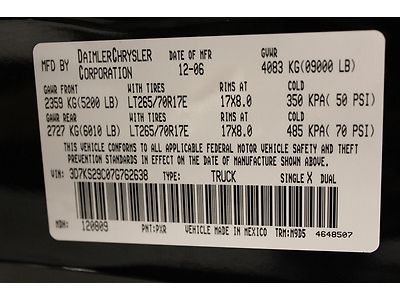 MFD BY DAIMLERCHRYSLER CORPORATION DATE OF MFR 12-06 GVWR 4083 KG(09000 LB)
GAWR FRONT WITH TIRES RIMS AT COLD
2359 KG(5200 LB) LT265/70R17E 17X8.0 350 KPA( 50 PSI)
GAWR REAR WITH TIRES RIMS AT COLD
2727 KG(6010 LB) LT265/70R17E 17X8.0 485 KPA( 70 PSI)
THIS VEHICLE CONFORMS TO ALL APPLICABLE FEDERAL MOTOR VEHICLE SAFETY, BUMPER AND THEFT
PREVENTION STANDARDS IN EFFECT ON THE DATE OF MANUFACTURE SHOWN ABOVE.
VIN: 3D7KS29C07G762638 TYPE: TRUCK SINGLE X DUAL
MDH: 120809 PNT: PXR VEHICLE MADE IN MEXICO TRM: M9D5 4648507